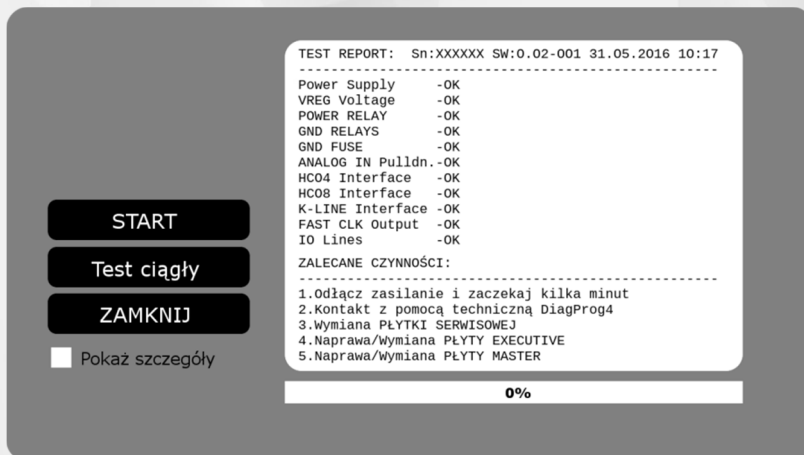 TEST REPORT:  Sn:XXXXXX SW:0.02-001 31.05.2016 10:17
----------------------------------------------------
Power Supply     -OK
VREG Voltage     -OK
POWER RELAY      -OK
GND RELAYS       -OK
GND FUSE         -OK
ANALOG IN Pulldn.-OK
HCO4 Interface   -OK
HCO8 Interface   -OK
K-LINE Interface -OK
FAST CLK Output  -OK
IO Lines         -OK
ZALECANE CZYNNOŚCI:
----------------------------------------------------
1.Odłącz zasilanie i zaczekaj kilka minut
2.Kontakt z pomocą techniczną DiagProg4
3.Wymiana PŁYTKI SERWISOWEJ
4.Naprawa/Wymiana PŁYTY EXECUTIVE
5.Naprawa/Wymiana PŁYTY MASTER
START
Test ciągły
ZAMKNIJ
Pokaż szczegóły
0%